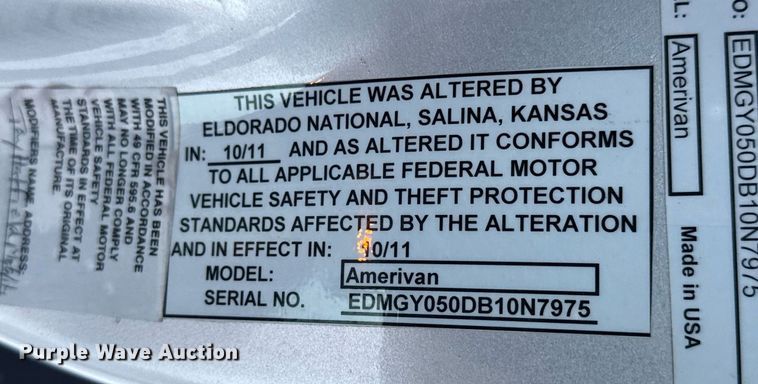 THIS VEHICLE WAS ALTERED BY
ELDORADO NATIONAL, SALINA, KANSAS
IN: 10/11 AND AS ALTERED IT CONFORMS
TO ALL APPLICABLE FEDERAL MOTOR
VEHICLE SAFETY AND THEFT PROTECTION
STANDARDS AFFECTED BY THE ALTERATION
AND IN EFFECT IN: 10/11
MODEL: Amerivan
SERIAL NO. EDMGY050DB10N7975
THIS VEHICLE HAS BEEN
MODIFIED IN ACCORDANCE
WITH 49 CFR 595.6 AND
MAY NO LONGER COMPLY
WITH ALL FEDERAL MOTOR
VEHICLE SAFETY
STANDARDS IN EFFECT AT
THE TIME OF ITS ORIGINAL
MANUFACTURE.
MODIFIERS NAME, ADDRESS:
L: Amerivan
Made in USA
O: EDMGY050DB10N7975
Purple Wave Auction